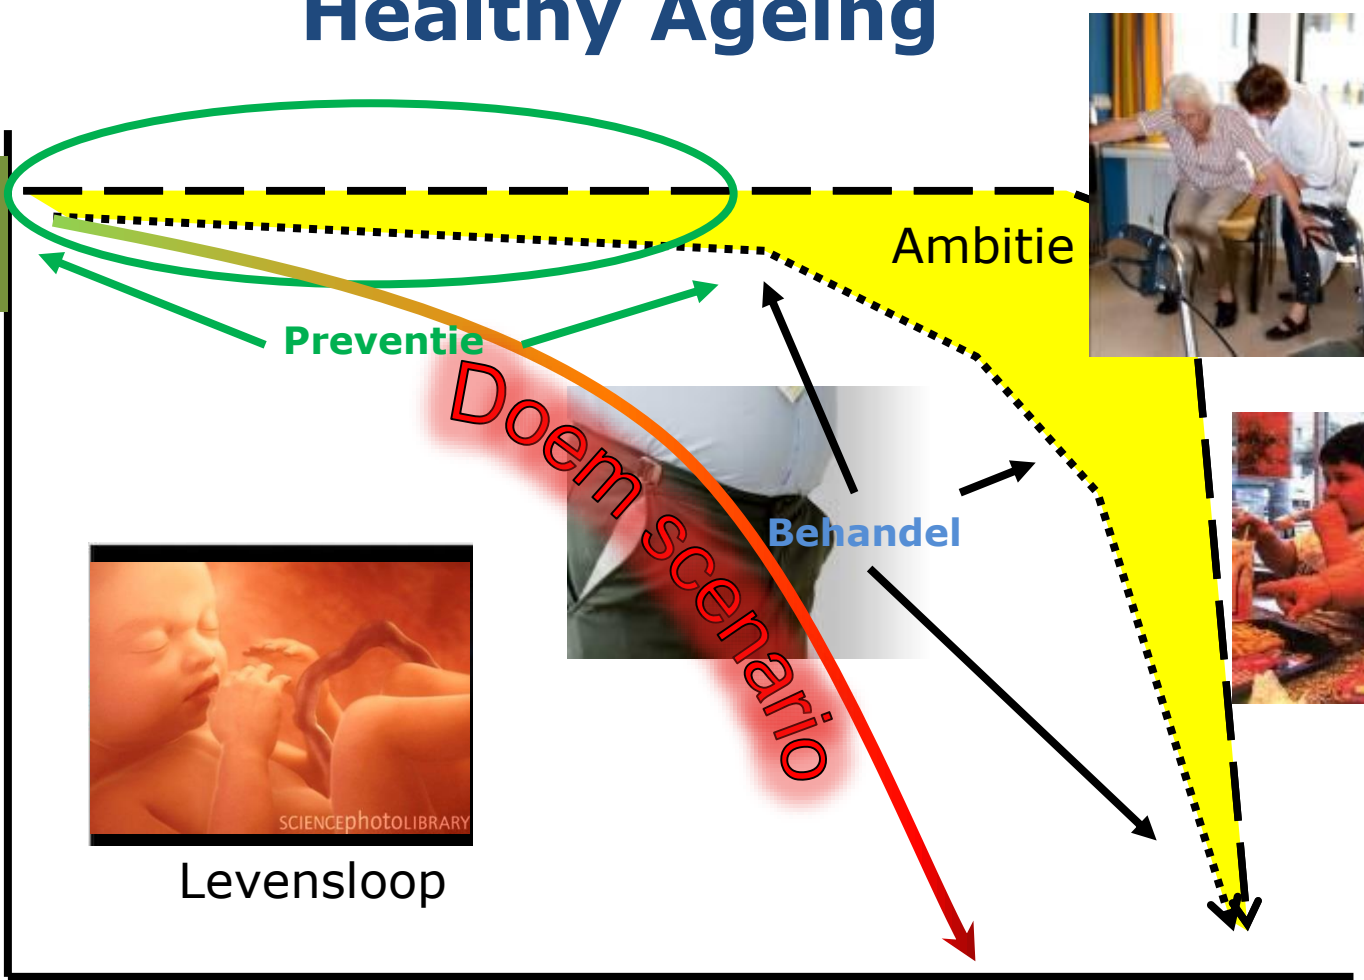 Healthy Ageing
Ambitie
Preventie
Doem scenario
Behandel
SCIENCEphotoLIBRARY
Levensloop